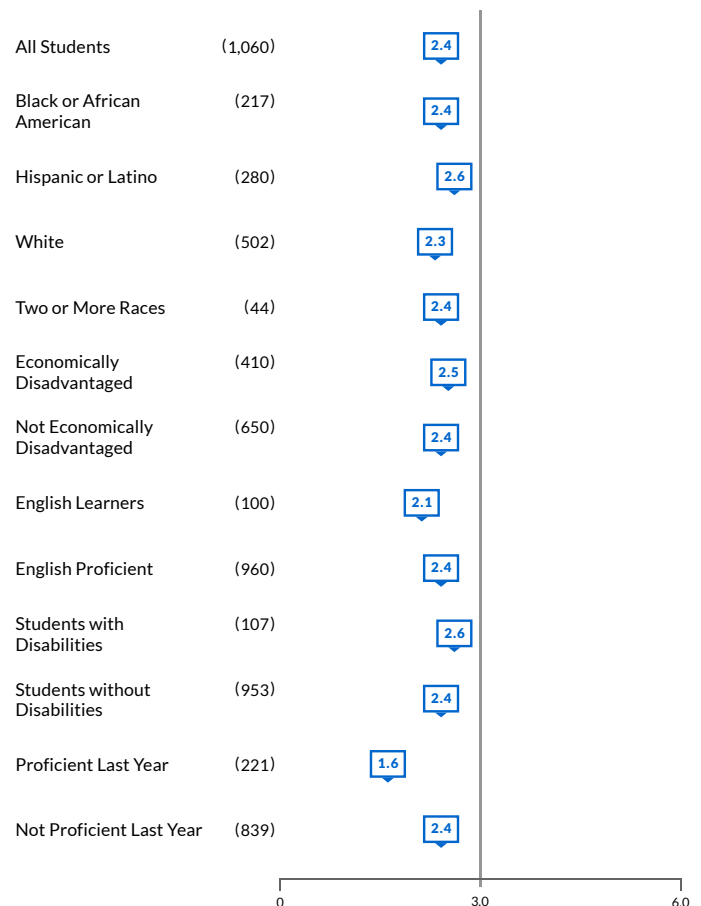 All Students (1,060) 2.4
Black or African (217)
American 2.4
Hispanic or Latino (280) 2.6
White (502) 2.3
Two or More Races (44) 2.4
Economically (410)
Disadvantaged 2.5
Not Economically (650)
Disadvantaged 2.4
English Learners (100) 2.1
English Proficient (960) 2.4
Students with (107)
Disabilities 2.6
Students without (953)
Disabilities 2.4
Proficient Last Year (221) 1.6
Not Proficient Last Year (839) 2.4
0 3.0 6.0